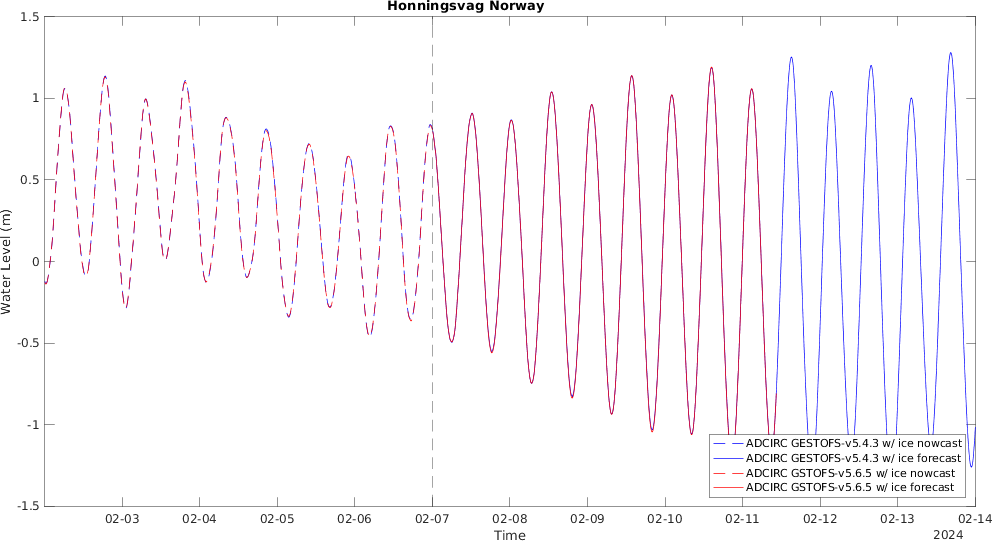 Honningsvag Norway
1.5
1
0.5
0
-0.5
-1
-1.5
Water Level (m)
02-03 02-04 02-05 02-06 02-07 02-08 02-09 02-10 02-11 02-12 02-13 02-14
Time
2024
ADCIRC GESTOFS-v5.4.3 w/ ice nowcast
ADCIRC GESTOFS-v5.4.3 w/ ice forecast
ADCIRC GSTOFS-v5.6.5 w/ ice nowcast
ADCIRC GSTOFS-v5.6.5 w/ ice forecast